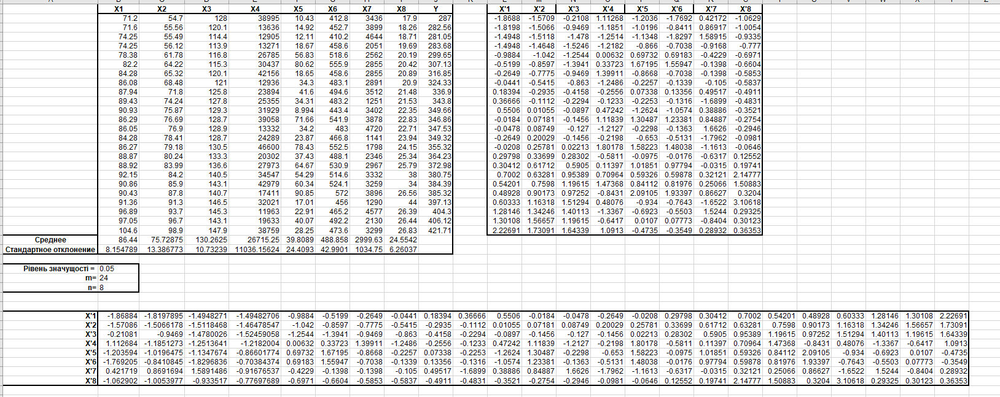 X1 X2 X3 X4 X5 X6 X7 X8 Y X'1 X'2 X'3 X'4 X'5 X'6 X'7 X'8
71.2 54.7 128 38995 10.43 412.8 3436 17.9 287 -1.8688 -1.5709 -0.2108 1.11268 -1.2036 -1.7692 0.42172 -1.0629
71.6 55.56 120.1 13636 14.92 452.7 3899 18.26 282.56 -1.8198 -1.5066 -0.9469 -1.1851 -1.0196 -0.8411 0.86917 -1.0054
74.25 55.49 114.4 12905 12.11 410.2 4644 18.71 281.05 -1.4948 -1.5118 -1.478 -1.2514 -1.1348 -1.8297 1.58915 -0.9335
74.25 56.12 113.9 13271 18.67 458.6 2051 19.69 283.68 -1.4948 -1.4648 -1.5246 -1.2182 -0.866 -0.7038 -0.9168 -0.777
78.38 61.78 116.8 26785 56.83 518.6 2562 20.19 299.65 -0.9884 -1.042 -1.2544 0.00632 0.69732 0.69183 -0.4229 -0.6971
82.2 64.22 115.3 30437 80.62 555.9 2855 20.42 307.13 -0.5199 -0.8597 -1.3941 0.33723 1.67195 1.55947 -0.1398 -0.6604
84.28 65.32 120.1 42156 18.65 458.6 2855 20.89 316.85 -0.2649 -0.7775 -0.9469 1.39911 -0.8668 -0.7038 -0.1398 -0.5853
86.08 68.48 121 12936 34.3 483.1 2891 20.9 324.33 -0.0441 -0.5415 -0.863 -1.2486 -0.2257 -0.1339 -0.105 -0.5837
87.94 71.8 125.8 23894 41.6 494.6 3512 21.48 336.9 0.18394 -0.2935 -0.4158 -0.2556 0.07338 0.13356 0.49517 -0.4911
89.43 74.24 127.8 25355 34.31 483.2 1251 21.53 343.8 0.36666 -0.1112 -0.2294 -0.1233 -0.2253 -0.1316 -1.6899 -0.4831
90.93 75.87 129.3 31929 8.994 443.4 3402 22.35 349.66 0.5506 0.01055 -0.0897 0.47242 -1.2624 -1.0574 0.38886 -0.3521
86.29 76.69 128.7 39058 71.66 541.9 3878 22.83 346.86 -0.0184 0.07181 -0.1456 1.11839 1.30487 1.23381 0.84887 -0.2754
86.05 76.9 128.9 13332 34.2 483 4720 22.71 347.53 -0.0478 0.08749 -0.127 -1.2127 -0.2298 -0.1363 1.6626 -0.2946
84.28 78.41 128.7 24289 23.87 466.8 1141 23.94 349.32 -0.2649 0.20029 -0.1456 -0.2198 -0.653 -0.5131 -1.7962 -0.0981
86.27 79.18 130.5 46600 78.43 552.5 1798 24.15 355.32 -0.0208 0.25781 0.02213 1.80178 1.58223 1.48038 -1.1613 -0.0646
88.87 80.24 133.3 20302 37.43 488.1 2346 25.34 364.23 0.29798 0.33699 0.28302 -0.5811 -0.0975 -0.0176 -0.6317 0.12552
88.92 83.99 136.6 27973 64.67 530.9 2967 25.79 372.98 0.30412 0.61712 0.5905 0.11397 1.01851 0.97794 -0.0315 0.19741
92.15 84.2 140.5 34547 54.29 514.6 3332 38 380.75 0.7002 0.63281 0.95389 0.70964 0.59326 0.59878 0.32121 2.14777
90.86 85.9 143.1 42979 60.34 524.1 3259 34 384.39 0.54201 0.7598 1.19615 1.47368 0.84112 0.81976 0.25066 1.50883
90.43 87.8 140.7 17411 90.85 572 3896 26.56 385.32 0.48928 0.90173 0.97252 -0.8431 2.09105 1.93397 0.86627 0.3204
91.36 91.3 146.5 32021 17.01 456 1290 44 397.13 0.60333 1.16318 1.51294 0.48076 -0.934 -0.7643 -1.6522 3.10618
96.89 93.7 145.3 11963 22.91 465.2 4577 26.39 404.3 1.28146 1.34246 1.40113 -1.3367 -0.6923 -0.5503 1.5244 0.29325
97.05 96.7 143.1 19633 40.07 492.2 2130 26.44 406.12 1.30108 1.56657 1.19615 -0.6417 0.0107 0.07773 -0.8404 0.30123
104.6 98.9 147.9 38759 28.25 473.6 3299 26.83 421.71 2.22691 1.73091 1.64339 1.0913 -0.4735 -0.3549 0.28932 0.36353
Среднее 86.44 75.72875 130.2625 26715.25 39.8089 488.858 2999.63 24.5542
Стандартное отклонение 8.154789 13.386773 10.73239 11036.15624 24.4093 42.9901 1034.75 6.26037
Рівень значущості = 0.05
m= 24
n= 8
X'1 -1.86884 -1.8197895 -1.4948271 -1.49482706 -0.9884 -0.5199 -0.2649 -0.0441 0.18394 0.36666 0.5506 -0.0184 -0.0478 -0.2649 -0.0208 0.29798 0.30412 0.7002 0.54201 0.48928 0.60333 1.28146 1.30108 2.22691
X'2 -1.57086 -1.5066178 -1.5118468 -1.46478547 -1.042 -0.8597 -0.7775 -0.5415 -0.2935 -0.1112 0.01055 0.07181 0.08749 0.20029 0.25781 0.33699 0.61712 0.63281 0.7598 0.90173 1.16318 1.34246 1.56657 1.73091
X'3 -0.21081 -0.9469 -1.4780026 -1.52459058 -1.2544 -1.3941 -0.9469 -0.863 -0.4158 -0.2294 -0.0897 -0.1456 -0.127 -0.1456 0.02213 0.28302 0.5905 0.95389 1.19615 0.97252 1.51294 1.40113 1.19615 1.64339
X'4 1.112684 -1.1851273 -1.2513641 -1.2182004 0.00632 0.33723 1.39911 -1.2486 -0.2556 -0.1233 0.47242 1.11839 -1.2127 -0.2198 1.80178 -0.5811 0.11397 0.70964 1.47368 -0.8431 0.48076 -1.3367 -0.6417 1.0913
X'5 -1.203594 -1.0196475 -1.1347674 -0.86601774 0.69732 1.67195 -0.8668 -0.2257 0.07338 -0.2253 -1.2624 1.30487 -0.2298 -0.653 1.58223 -0.0975 1.01851 0.59326 0.84112 2.09105 -0.934 -0.6923 0.0107 -0.4735
X'6 -1.769205 -0.8410845 -1.8296836 -0.70384374 0.69183 1.55947 -0.7038 -0.1339 0.13356 -0.1316 -1.0574 1.23381 -0.1363 -0.5131 1.48038 -0.0176 0.97794 0.59878 0.81976 1.93397 -0.7643 -0.5503 0.07773 -0.3549
X'7 0.421719 0.8691694 1.5891486 -0.91676537 -0.4229 -0.1398 -0.1398 -0.105 0.49517 -1.6899 0.38886 0.84887 1.6626 -1.7962 -1.1613 -0.6317 -0.0315 0.32121 0.25066 0.86627 -1.6522 1.5244 -0.8404 0.28932
X'8 -1.062902 -1.0053977 -0.933517 -0.77697689 -0.6971 -0.6604 -0.5853 -0.5837 -0.4911 -0.4831 -0.3521 -0.2754 -0.2946 -0.0981 -0.0646 0.12552 0.19741 2.14777 1.50883 0.3204 3.10618 0.29325 0.30123 0.36353